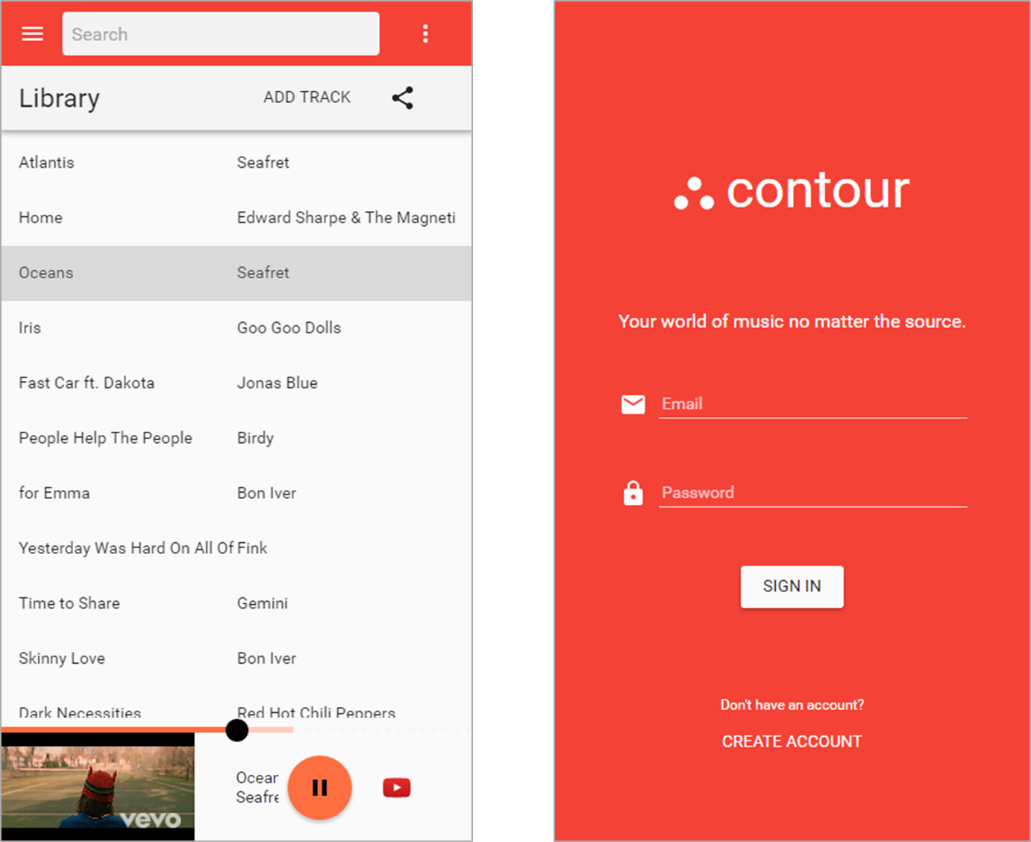 Search
Library ADD TRACK
Atlantis Seafret
Home Edward Sharpe & The Magneti
Oceans Seafret
Iris Goo Goo Dolls
Fast Car ft. Dakota Jonas Blue
People Help The People Birdy
for Emma Bon Iver
Yesterday Was Hard On All Of Fink
Time to Share Gemini
Skinny Love Bon Iver
Dark Necessities Red Hot Chili Peppers
vevo
Ocean
Seafre
contour
Your world of music no matter the source.
Email
Password
SIGN IN
Don't have an account?
CREATE ACCOUNT